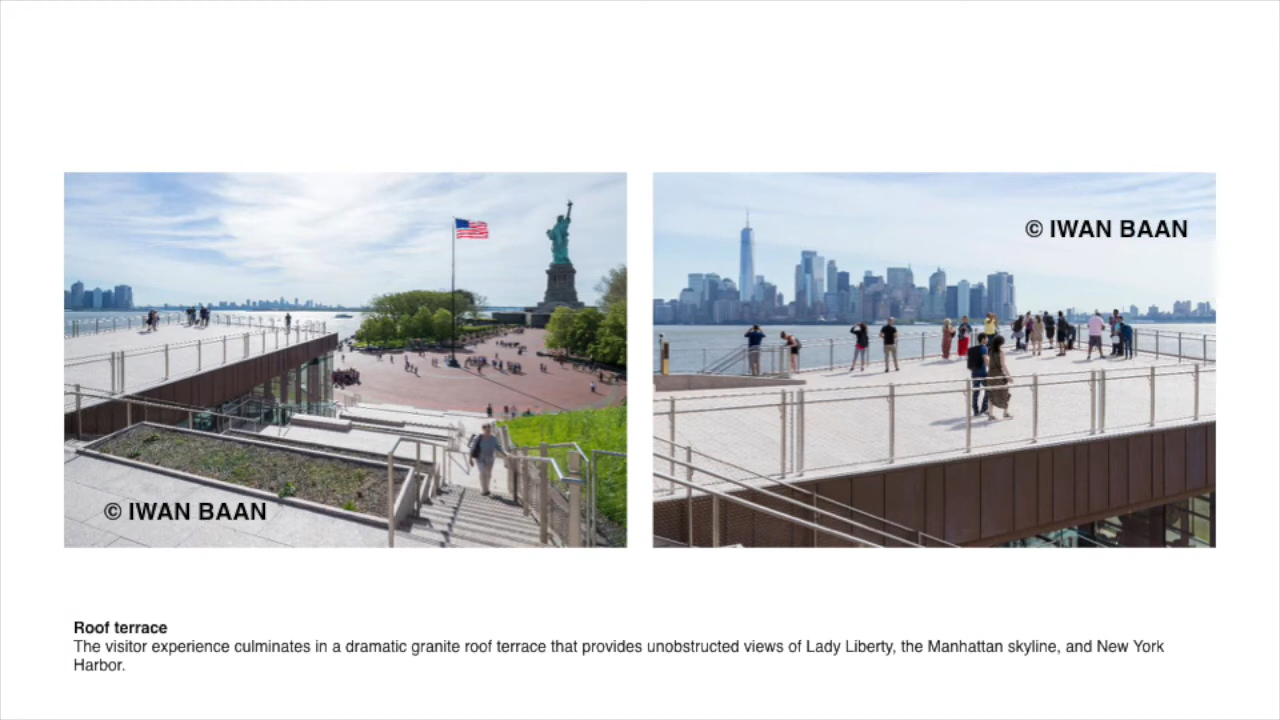 © IWAN BAAN
© IWAN BAAN
Roof terrace
The visitor experience culminates in a dramatic granite roof terrace that provides unobstructed views of Lady Liberty, the Manhattan skyline, and New York
Harbor.